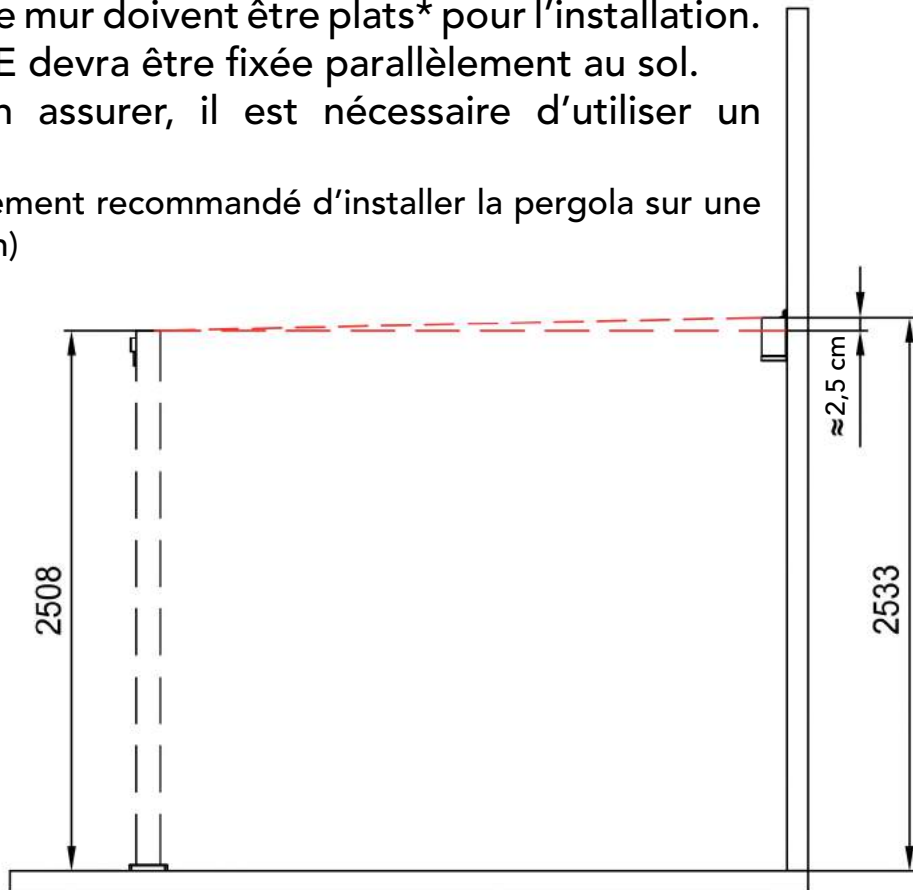 e mur doivent être plats* pour l'installation.
E devra être fixée parallèlement au sol.
n assurer, il est nécessaire d'utiliser un
ement recommandé d'installer la pergola sur une
n)
≈2,5 cm
2508
2533